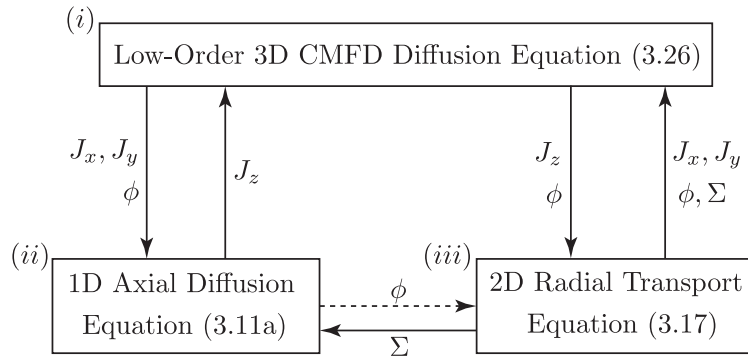 (i)
Low-Order 3D CMFD Diffusion Equation (3.26)
J_x, J_y
ϕ
J_z
J_z
ϕ
J_x, J_y
ϕ, Σ
(ii)
1D Axial Diffusion
Equation (3.11a)
ϕ
Σ
(iii)
2D Radial Transport
Equation (3.17)